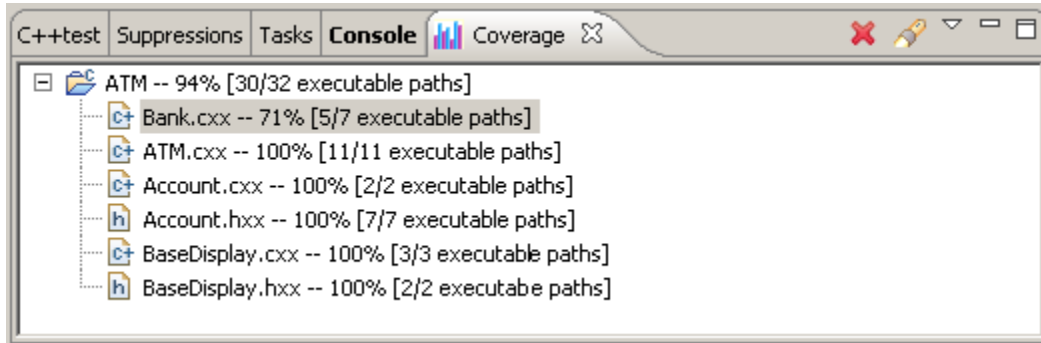 C++test Suppressions Tasks Console Coverage
ATM -- 94% [30/32 executable paths]
c+ Bank.cxx -- 71% [5/7 executable paths]
c+ ATM.cxx -- 100% [11/11 executable paths]
c+ Account.cxx -- 100% [2/2 executable paths]
h Account.hxx -- 100% [7/7 executable paths]
c+ BaseDisplay.cxx -- 100% [3/3 executable paths]
h BaseDisplay.hxx -- 100% [2/2 executabe paths]